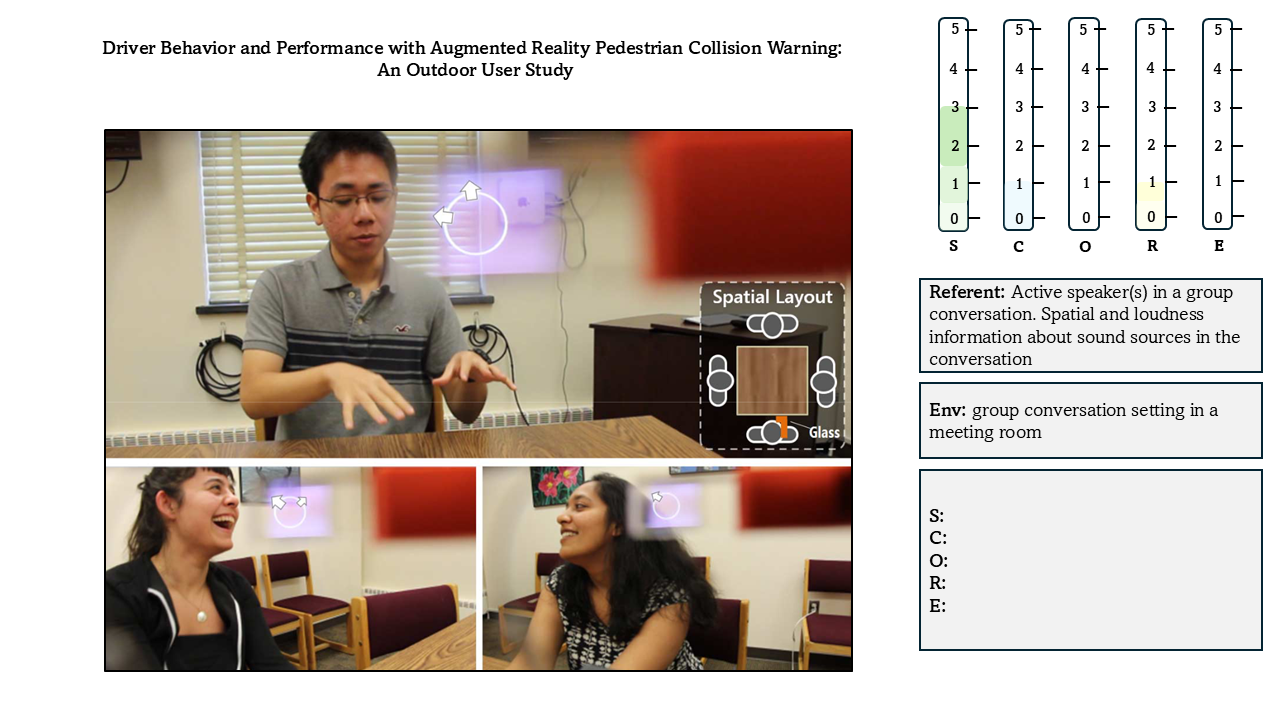 Driver Behavior and Performance with Augmented Reality Pedestrian Collision Warning:
An Outdoor User Study
Spatial Layout
Glass
5 5 5 5 5
4 4 4 4 4
3 3 3 3 3
2 2 2 2 2
1 1 1 1 1
0 0 0 0 0
S C O R E
Referent: Active speaker(s) in a group
conversation. Spatial and loudness
information about sound sources in the
conversation
Env: group conversation setting in a
meeting room
S:
C:
O:
R:
E: